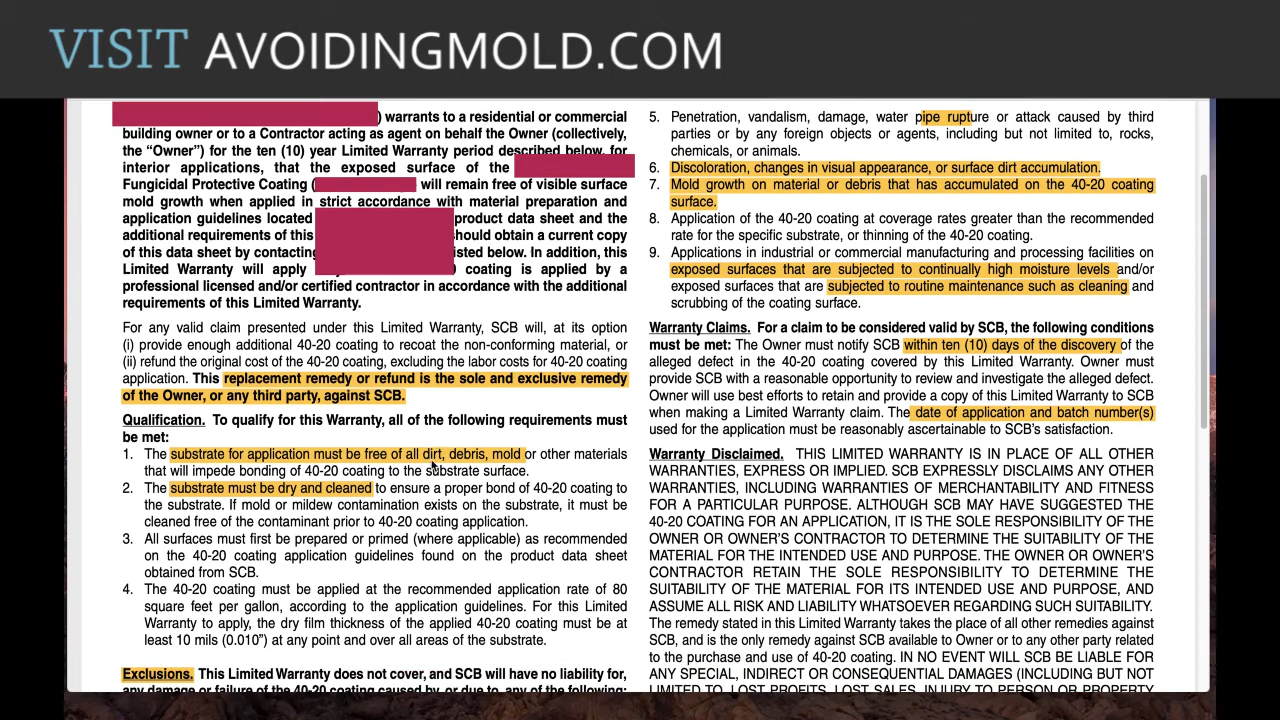 VISIT AVOIDINGMOLD.COM
) warrants to a residential or commercial
building owner or to a Contractor acting as agent on behalf the Owner (collectively,
the “Owner”) for the ten (10) year Limited Warranty period described below, for
interior applications, that the exposed surface of the
Fungicidal Protective Coating ( will remain free of visible surface
mold growth when applied in strict accordance with material preparation and
application guidelines located product data sheet and the
additional requirements of this should obtain a current copy
of this data sheet by contacting listed below. In addition, this
Limited Warranty will apply 0 coating is applied by a
professional licensed and/or certified contractor in accordance with the additional
requirements of this Limited Warranty.
For any valid claim presented under this Limited Warranty, SCB will, at its option
(i) provide enough additional 40-20 coating to recoat the non-conforming material, or
(ii) refund the original cost of the 40-20 coating, excluding the labor costs for 40-20 coating
application. This replacement remedy or refund is the sole and exclusive remedy
of the Owner, or any third party, against SCB.
Qualification. To qualify for this Warranty, all of the following requirements must
be met:
1. The substrate for application must be free of all dirt, debris, mold or other materials
that will impede bonding of 40-20 coating to the substrate surface.
2. The substrate must be dry and cleaned to ensure a proper bond of 40-20 coating to
the substrate. If mold or mildew contamination exists on the substrate, it must be
cleaned free of the contaminant prior to 40-20 coating application.
3. All surfaces must first be prepared or primed (where applicable) as recommended
on the 40-20 coating application guidelines found on the product data sheet
obtained from SCB.
4. The 40-20 coating must be applied at the recommended application rate of 80
square feet per gallon, according to the application guidelines. For this Limited
Warranty to apply, the dry film thickness of the applied 40-20 coating must be at
least 10 mils (0.010”) at any point and over all areas of the substrate.
Exclusions. This Limited Warranty does not cover, and SCB will have no liability for,
any damage or failure of the 40-20 coating caused by, or due to, any of the following:
5. Penetration, vandalism, damage, water pipe rupture or attack caused by third
parties or by any foreign objects or agents, including but not limited to, rocks,
chemicals, or animals.
6. Discoloration, changes in visual appearance, or surface dirt accumulation.
7. Mold growth on material or debris that has accumulated on the 40-20 coating
surface.
8. Application of the 40-20 coating at coverage rates greater than the recommended
rate for the specific substrate, or thinning of the 40-20 coating.
9. Applications in industrial or commercial manufacturing and processing facilities on
exposed surfaces that are subjected to continually high moisture levels and/or
exposed surfaces that are subjected to routine maintenance such as cleaning and
scrubbing of the coating surface.
Warranty Claims. For a claim to be considered valid by SCB, the following conditions
must be met: The Owner must notify SCB within ten (10) days of the discovery of the
alleged defect in the 40-20 coating covered by this Limited Warranty. Owner must
provide SCB with a reasonable opportunity to review and investigate the alleged defect.
Owner will use best efforts to retain and provide a copy of this Limited Warranty to SCB
when making a Limited Warranty claim. The date of application and batch number(s)
used for the application must be reasonably ascertainable to SCB’s satisfaction.
Warranty Disclaimed. THIS LIMITED WARRANTY IS IN PLACE OF ALL OTHER
WARRANTIES, EXPRESS OR IMPLIED. SCB EXPRESSLY DISCLAIMS ANY OTHER
WARRANTIES, INCLUDING WARRANTIES OF MERCHANTABILITY AND FITNESS
FOR A PARTICULAR PURPOSE. ALTHOUGH SCB MAY HAVE SUGGESTED THE
40-20 COATING FOR AN APPLICATION, IT IS THE SOLE RESPONSIBILITY OF THE
OWNER OR OWNER’S CONTRACTOR TO DETERMINE THE SUITABILITY OF THE
MATERIAL FOR THE INTENDED USE AND PURPOSE. THE OWNER OR OWNER’S
CONTRACTOR RETAIN THE SOLE RESPONSIBILITY TO DETERMINE THE
SUITABILITY OF THE MATERIAL FOR ITS INTENDED USE AND PURPOSE, AND
ASSUME ALL RISK AND LIABILITY WHATSOEVER REGARDING SUCH SUITABILITY.
The remedy stated in this Limited Warranty takes the place of all other remedies against
SCB, and is the only remedy against SCB available to Owner or to any other party related
to the purchase and use of 40-20 coating. IN NO EVENT WILL SCB BE LIABLE FOR
ANY SPECIAL, INDIRECT OR CONSEQUENTIAL DAMAGES (INCLUDING BUT NOT
LIMITED TO, LOST PROFITS, LOST SALES, INJURY TO PERSON OR PROPERTY